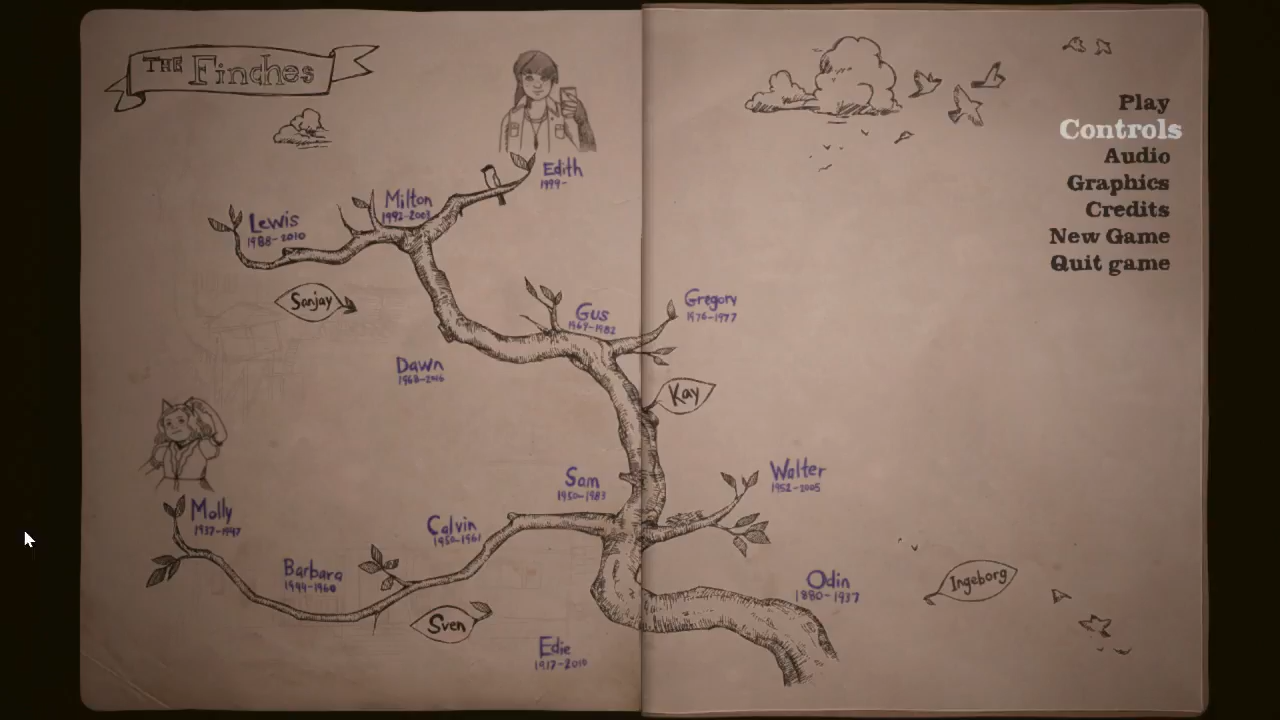 THE Finches
Play
Controls
Audio
Graphics
Credits
New Game
Quit game
Edith
1999-
Milton
1992-2003
Lewis
1988-2010
Sanjay
Gus
1969-1982
Gregory
1976-1977
Dawn
1968-2016
Kay
Sam
1950-1983
Walter
1952-2005
Molly
1937-1947
Calvin
1950-1961
Barbara
1944-1960
Odin
1880-1937
Ingeborg
Sven
Edie
1917-2010